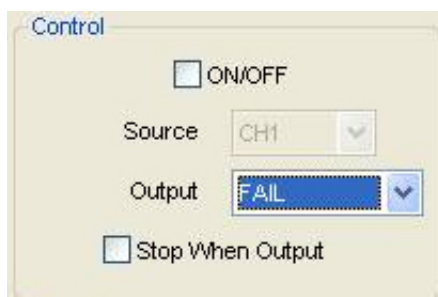 Control
ON/OFF
Source CH1
Output FAIL
Stop When Output